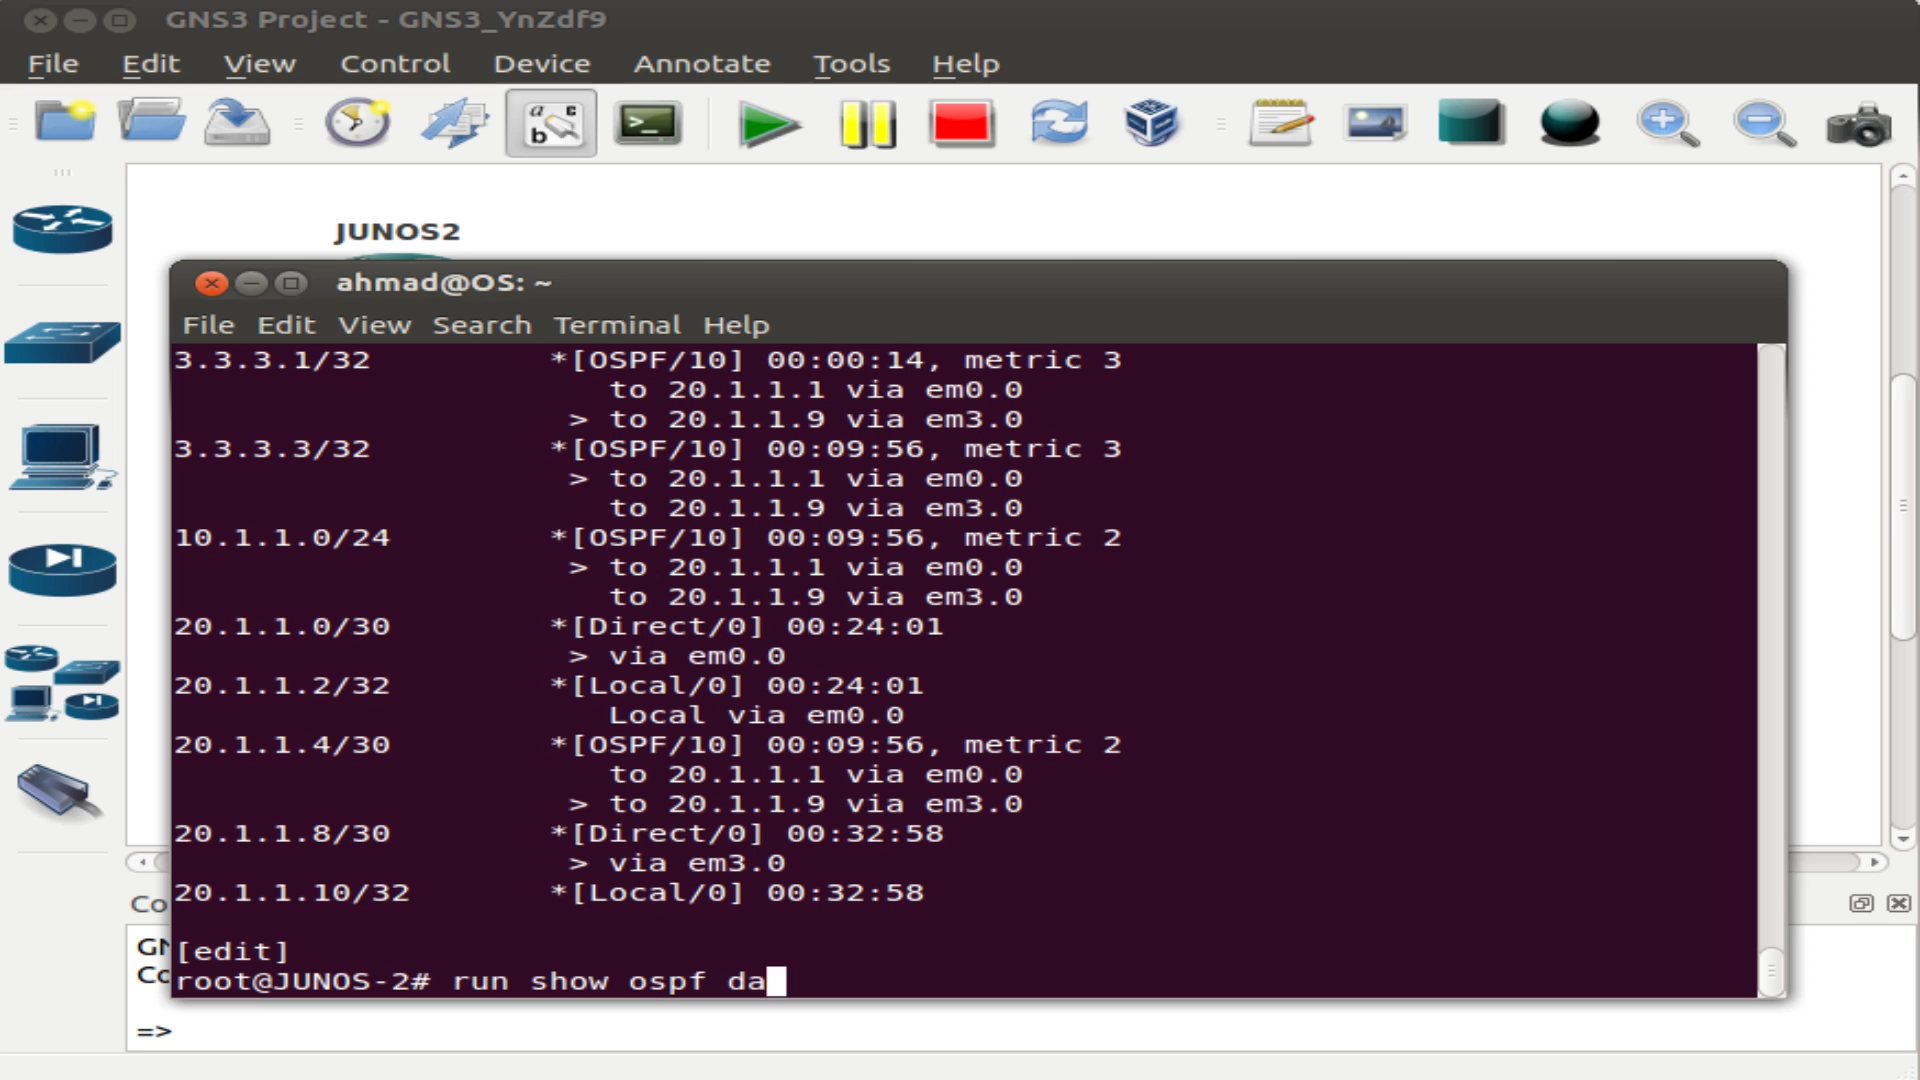 GNS3 Project - GNS3_YnZdf9
File Edit View Control Device Annotate Tools Help
JUNOS2
ahmad@OS: ~
File Edit View Search Terminal Help
3.3.3.1/32 *[OSPF/10] 00:00:14, metric 3
to 20.1.1.1 via em0.0
> to 20.1.1.9 via em3.0
3.3.3.3/32 *[OSPF/10] 00:09:56, metric 3
> to 20.1.1.1 via em0.0
to 20.1.1.9 via em3.0
10.1.1.0/24 *[OSPF/10] 00:09:56, metric 2
> to 20.1.1.1 via em0.0
to 20.1.1.9 via em3.0
20.1.1.0/30 *[Direct/0] 00:24:01
> via em0.0
20.1.1.2/32 *[Local/0] 00:24:01
Local via em0.0
20.1.1.4/30 *[OSPF/10] 00:09:56, metric 2
to 20.1.1.1 via em0.0
> to 20.1.1.9 via em3.0
20.1.1.8/30 *[Direct/0] 00:32:58
> via em3.0
20.1.1.10/32 *[Local/0] 00:32:58
[edit]
root@JUNOS-2# run show ospf da
Co
GN
Co
=>